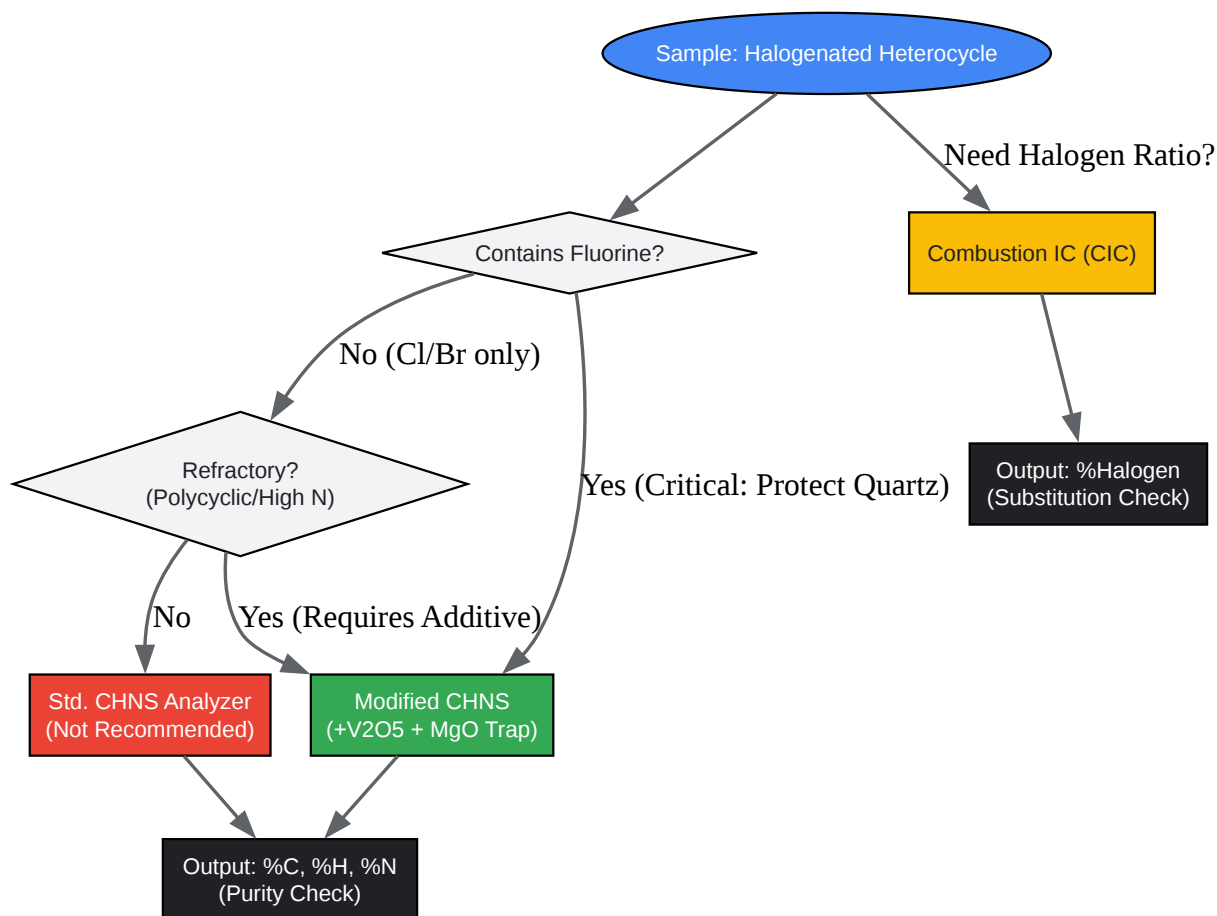 Sample: Halogenated Heterocycle
Need Halogen Ratio?
Contains Fluorine?
Combustion IC (CIC)
No (Cl/Br only)
Refractory?
(Polycyclic/High N)
Yes (Critical: Protect Quartz)
Output: %Halogen
(Substitution Check)
No
Yes (Requires Additive)
Std. CHNS Analyzer
(Not Recommended)
Modified CHNS
(+V2O5 + MgO Trap)
Output: %C, %H, %N
(Purity Check)